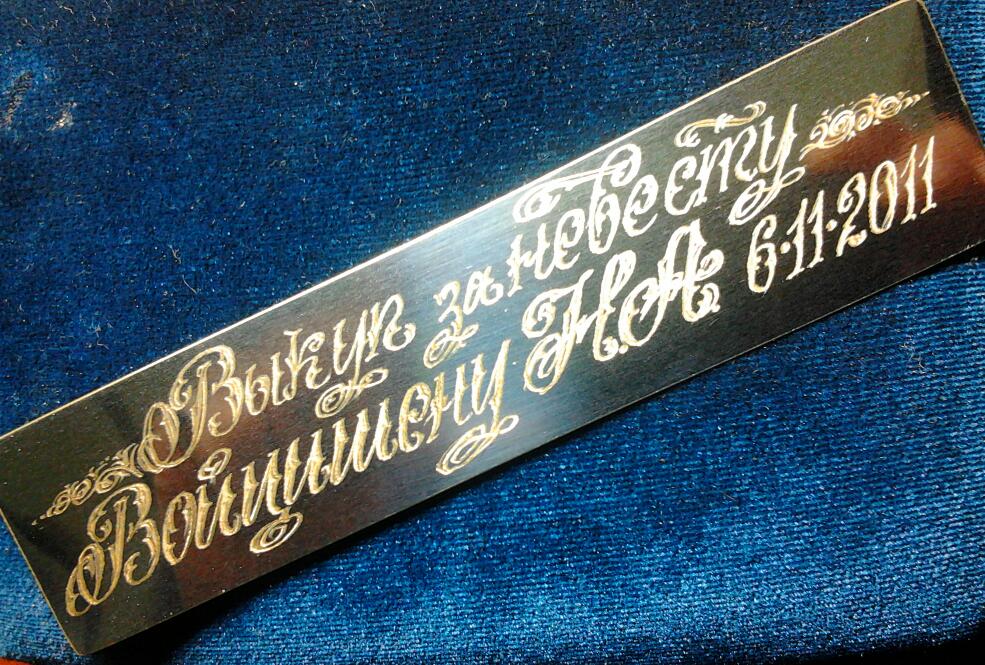 Выкуп за невесту
Войцишену Н.А. 6·11·2011